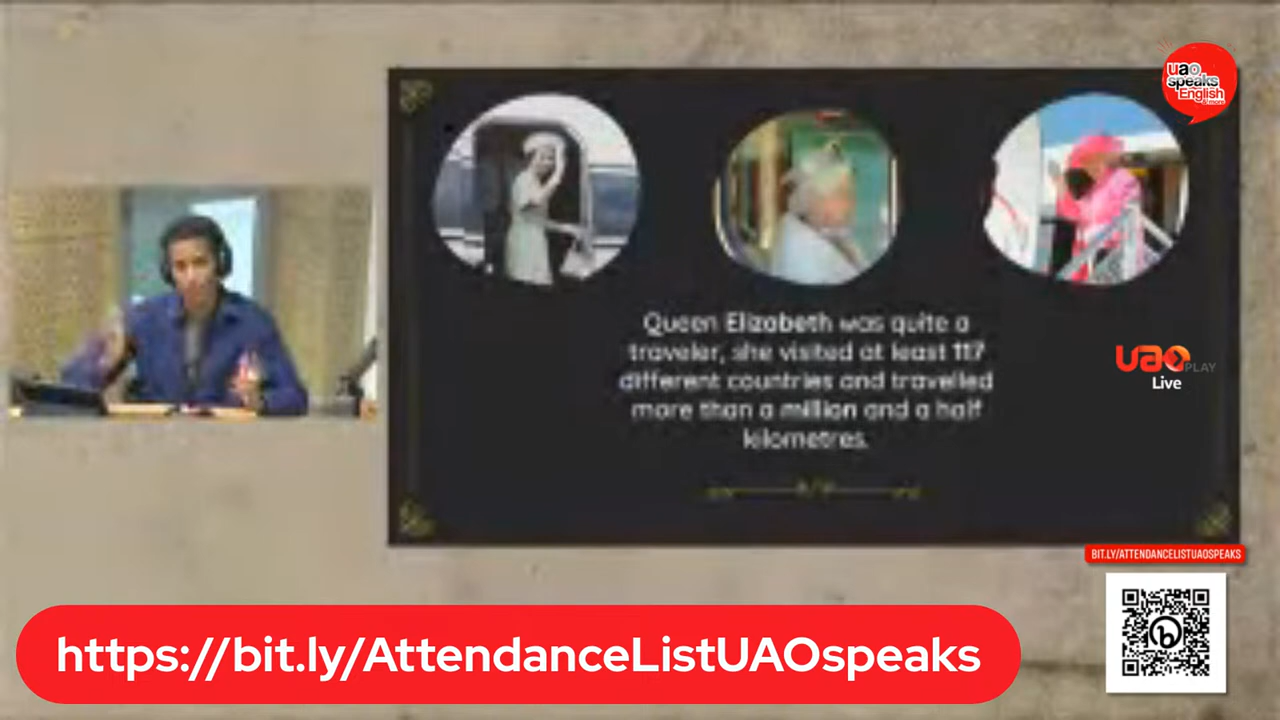 uao
speaks
English
Queen Elizabeth was quite a
traveler, she visited at least 117
different countries and travelled
more than a million and a half
kilometres.
uao PLAY
Live
BIT.LY/ATTENDANCELISTUAOSPEAKS
https://bit.ly/AttendanceListUAOspeaks